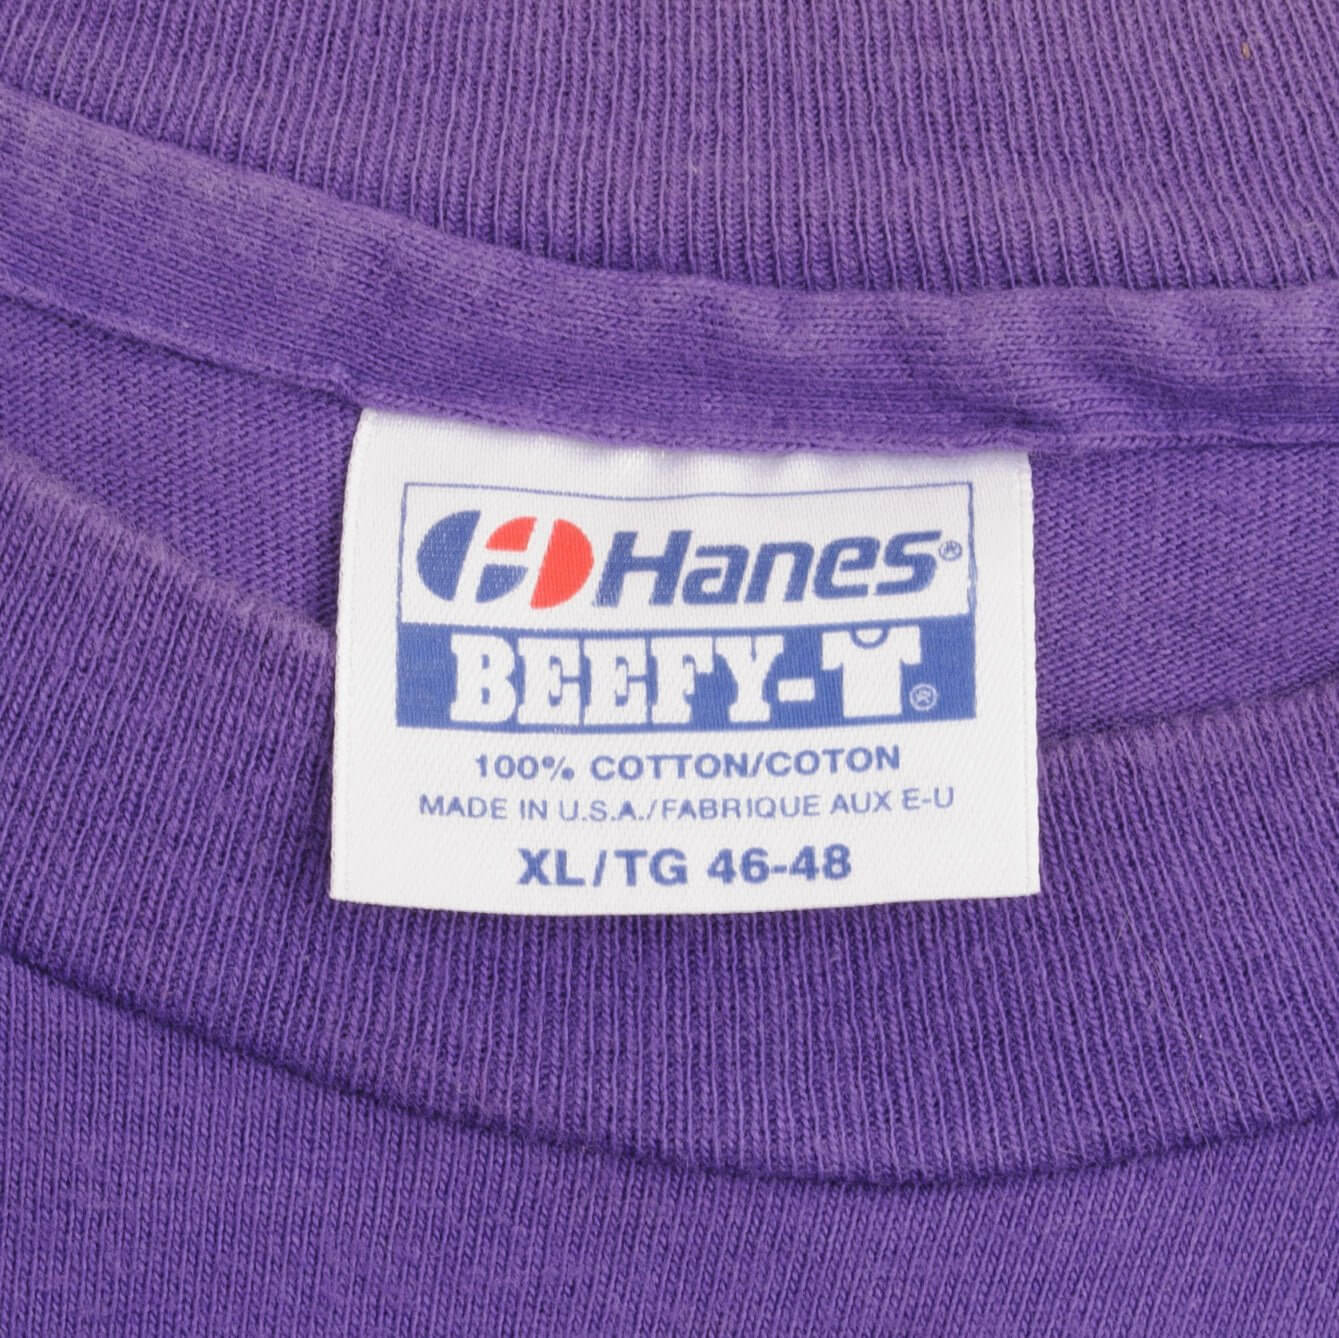 Hanes®
BEEFY-T®
100% COTTON/COTON
MADE IN U.S.A./FABRIQUE AUX E-U
XL/TG 46-48